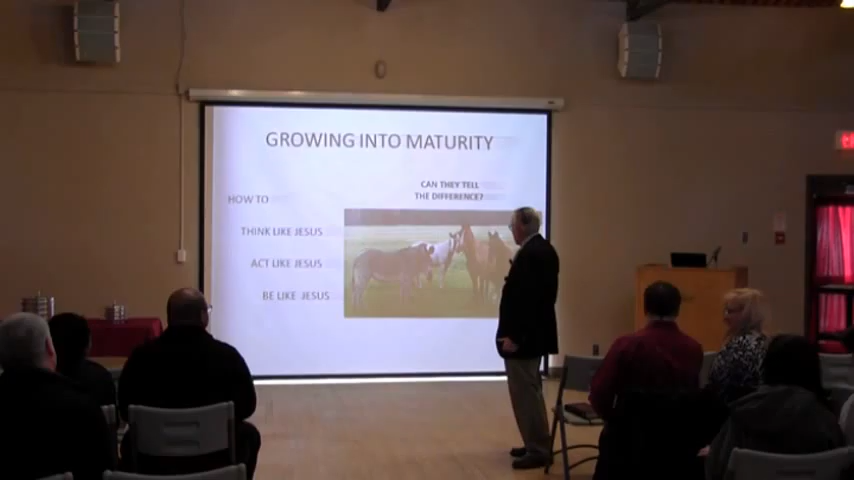 GROWING INTO MATURITY
CAN THEY TELL
THE DIFFERENCE?
HOW TO
THINK LIKE JESUS
ACT LIKE JESUS
BE LIKE JESUS